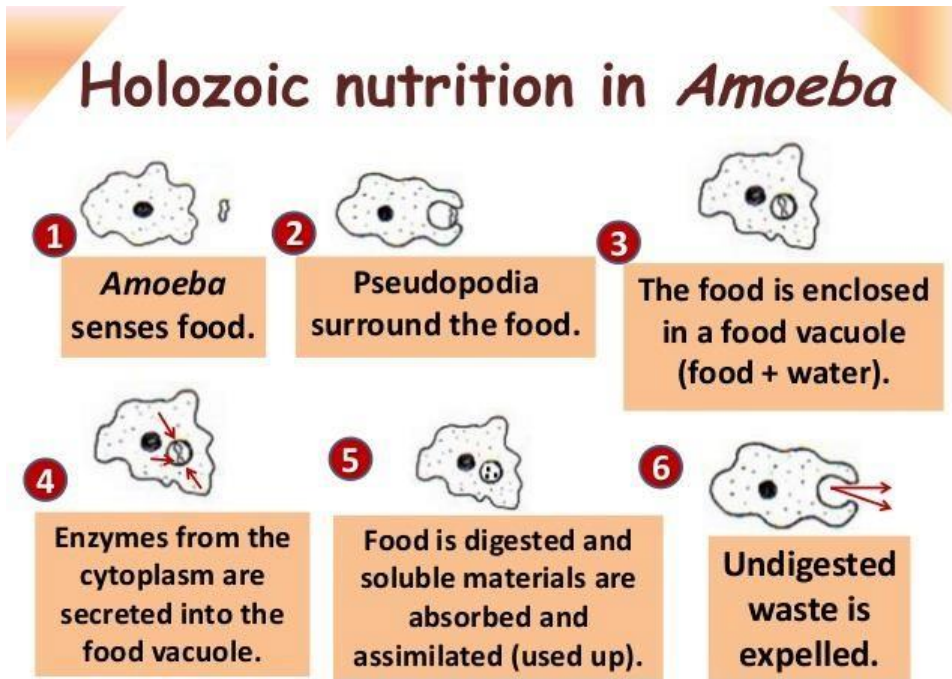 Holozoic nutrition in Amoeba
1
Amoeba
senses food.
2
Pseudopodia
surround the food.
3
The food is enclosed
in a food vacuole
(food + water).
4
Enzymes from the
cytoplasm are
secreted into the
food vacuole.
5
Food is digested and
soluble materials are
absorbed and
assimilated (used up).
6
Undigested
waste is
expelled.